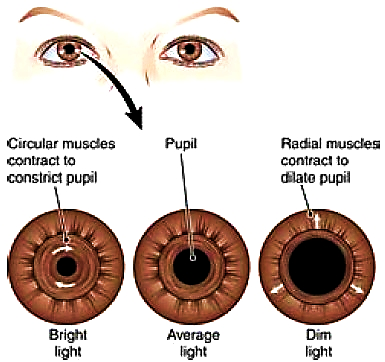 Circular muscles
contract to
constrict pupil
Pupil
Radial muscles
contract to
dilate pupil
Bright
light
Average
light
Dim
light